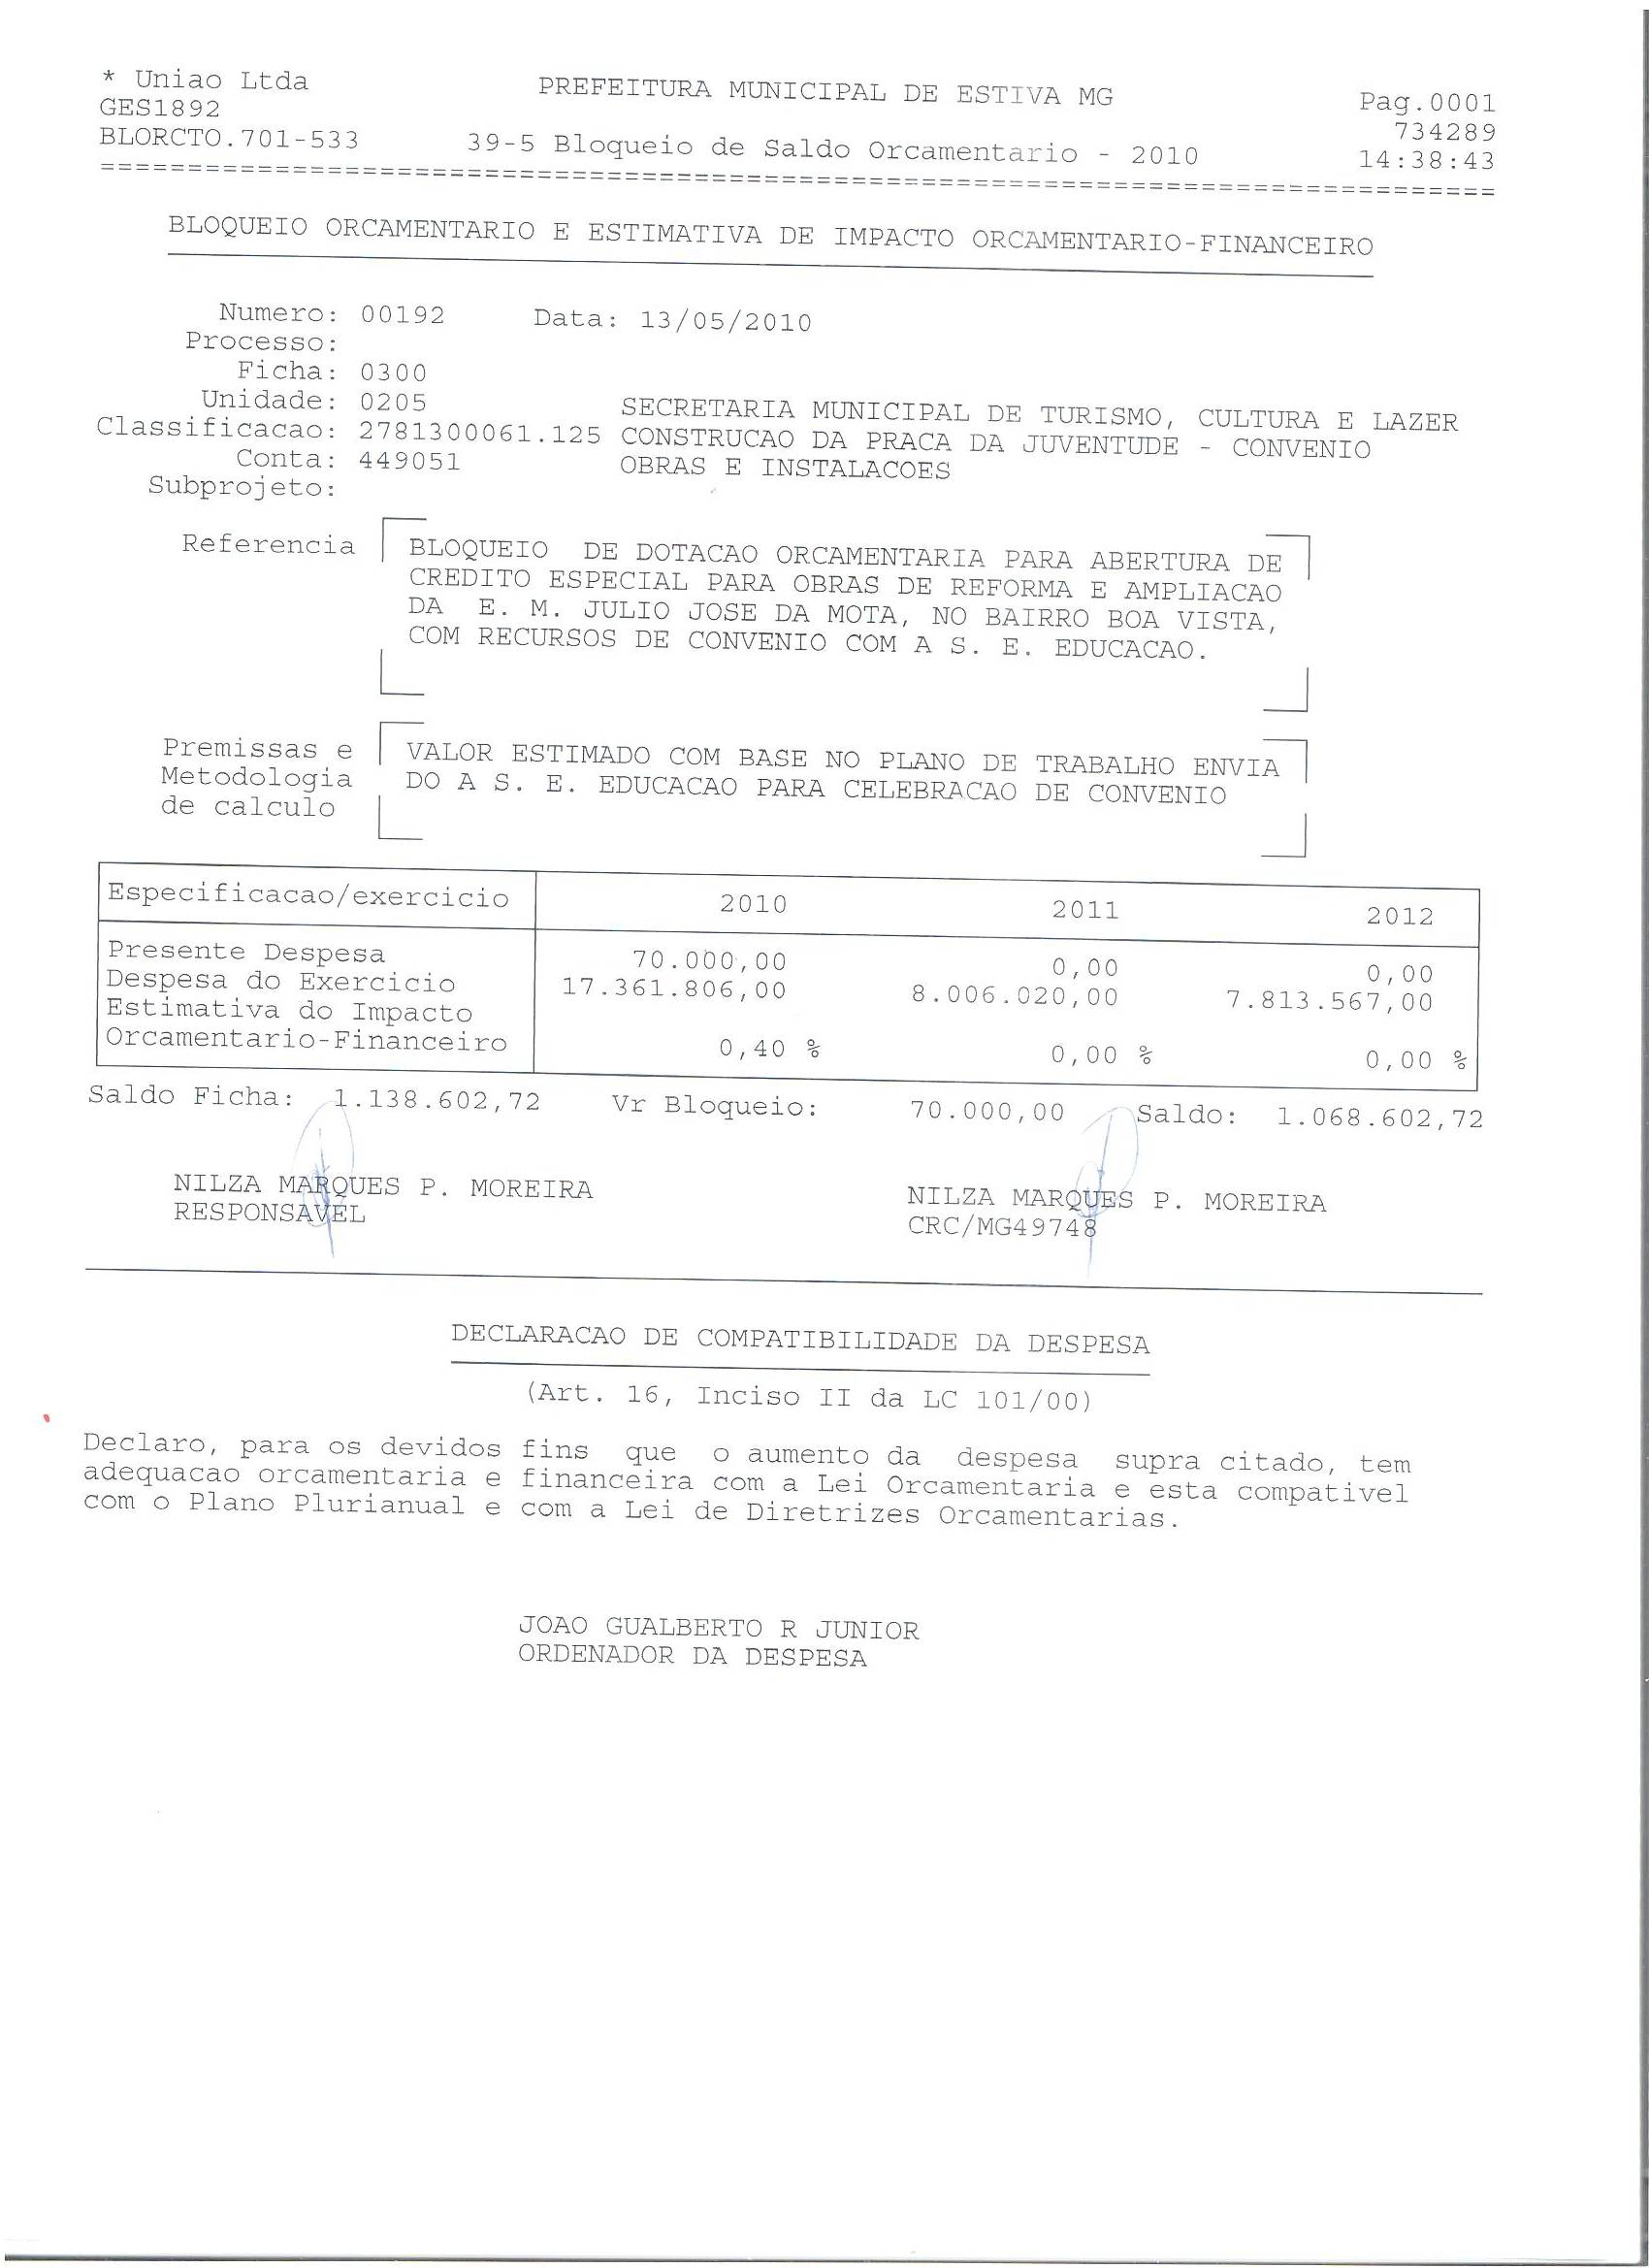 * Uniao Ltda PREFEITURA MUNICIPAL DE ESTIVA MG Pag.0001
GES1892 734289
BLORCTO.701-533 39-5 Bloqueio de Saldo Orcamentario - 2010 14:38:43
================================================================================
BLOQUEIO ORCAMENTARIO E ESTIMATIVA DE IMPACTO ORCAMENTARIO-FINANCEIRO
Numero: 00192 Data: 13/05/2010
Processo:
Ficha: 0300
Unidade: 0205 SECRETARIA MUNICIPAL DE TURISMO, CULTURA E LAZER
Classificacao: 2781300061.125 CONSTRUCAO DA PRACA DA JUVENTUDE - CONVENIO
Conta: 449051 OBRAS E INSTALACOES
Subprojeto:
Referencia BLOQUEIO DE DOTACAO ORCAMENTARIA PARA ABERTURA DE
CREDITO ESPECIAL PARA OBRAS DE REFORMA E AMPLIACAO
DA E. M. JULIO JOSE DA MOTA, NO BAIRRO BOA VISTA,
COM RECURSOS DE CONVENIO COM A S. E. EDUCACAO.
Premissas e VALOR ESTIMADO COM BASE NO PLANO DE TRABALHO ENVIA
Metodologia DO A S. E. EDUCACAO PARA CELEBRACAO DE CONVENIO
de calculo
Especificacao/exercicio 2010 2011 2012
Presente Despesa 70.000,00 0,00 0,00
Despesa do Exercicio 17.361.806,00 8.006.020,00 7.813.567,00
Estimativa do Impacto
Orcamentario-Financeiro 0,40 % 0,00 % 0,00 %
Saldo Ficha: 1.138.602,72 Vr Bloqueio: 70.000,00 Saldo: 1.068.602,72
NILZA MARQUES P. MOREIRA NILZA MARQUES P. MOREIRA
RESPONSAVEL CRC/MG49748
DECLARACAO DE COMPATIBILIDADE DA DESPESA
(Art. 16, Inciso II da LC 101/00)
Declaro, para os devidos fins que o aumento da despesa supra citado, tem
adequacao orcamentaria e financeira com a Lei Orcamentaria e esta compativel
com o Plano Plurianual e com a Lei de Diretrizes Orcamentarias.
JOAO GUALBERTO R JUNIOR
ORDENADOR DA DESPESA